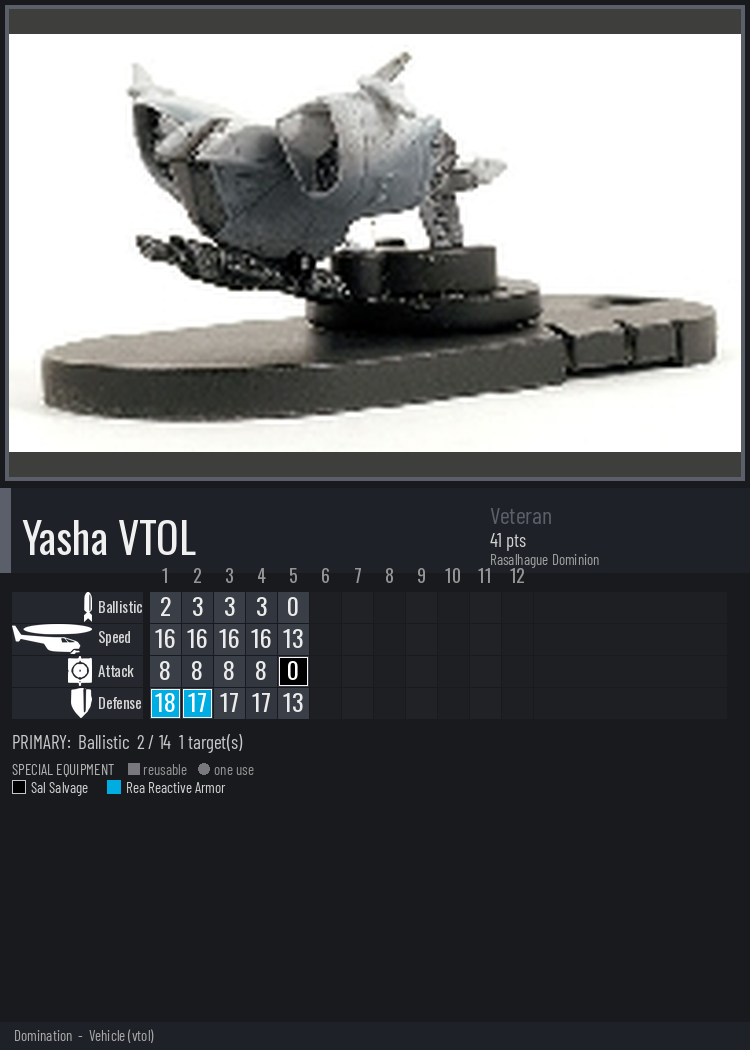 Yasha VTOL
Veteran
41 pts
Rasalhague Dominion
1 2 3 4 5 6 7 8 9 10 11 12
Ballistic 2 3 3 3 0
Speed 16 16 16 16 13
Attack 8 8 8 8 0
Defense 18 17 17 17 13
PRIMARY: Ballistic 2 / 14 1 target(s)
SPECIAL EQUIPMENT reusable one use
Sal Salvage Rea Reactive Armor
Domination - Vehicle (vtol)